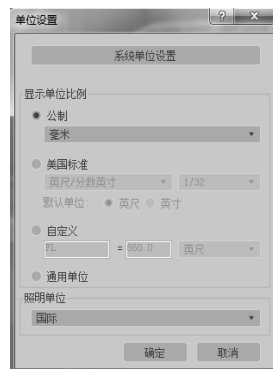 单位设置 ? X
系统单位设置
显示单位比例
公制
毫米
美国标准
英尺/分数英寸 1/32
默认单位: 英尺 英寸
自定义
FL = 660.0 英尺
通用单位
照明单位
国际
确定 取消